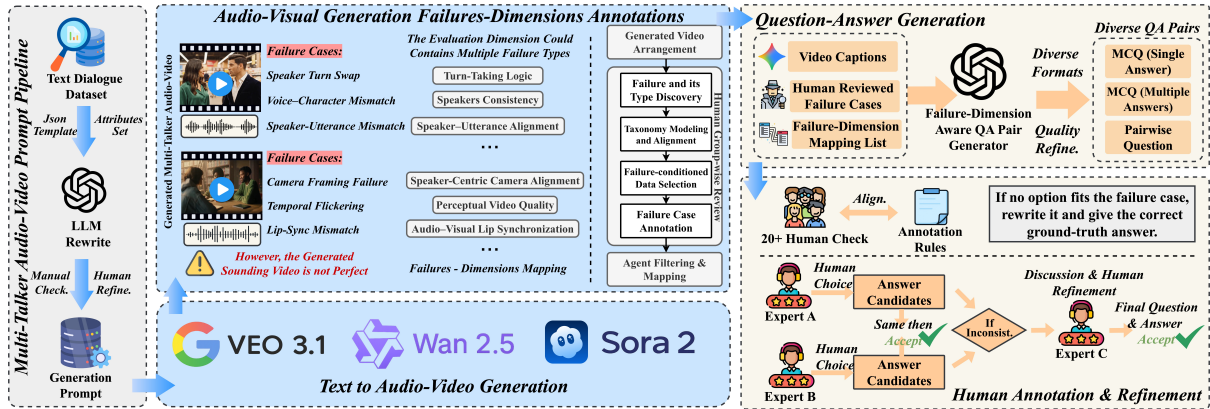 Multi-Talker Audio-Video Prompt Pipeline
Text Dialogue
Dataset
Json
Template
Attributes
Set
LLM
Rewrite
Manual
Check.
Human
Refine.
Generation
Prompt
Audio-Visual Generation Failures-Dimensions Annotations
Generated Multi-Talker Audio-Video
Failure Cases:
The Evaluation Dimension Could
Contains Multiple Failure Types
Speaker Turn Swap
Turn-Taking Logic
Voice–Character Mismatch
Speakers Consistency
Speaker-Utterance Mismatch
Speaker–Utterance Alignment
...
Failure Cases:
Camera Framing Failure
Speaker-Centric Camera Alignment
Temporal Flickering
Perceptual Video Quality
Lip-Sync Mismatch
Audio–Visual Lip Synchronization
...
However, the Generated
Sounding Video is not Perfect
Failures - Dimensions Mapping
Generated Video
Arrangement
Failure and its
Type Discovery
Taxonomy Modeling
and Alignment
Failure-conditioned
Data Selection
Failure Case
Annotation
Agent Filtering &
Mapping
Human Group-wise Review
VEO 3.1
Wan 2.5
Sora 2
Text to Audio-Video Generation
Question-Answer Generation
Video Captions
Human Reviewed
Failure Cases
Failure-Dimension
Mapping List
Failure-Dimension
Aware QA Pair
Generator
Diverse
Formats
Quality
Refine.
Diverse QA Pairs
MCQ (Single
Answer)
MCQ (Multiple
Answers)
Pairwise
Question
20+ Human Check
Align.
Annotation
Rules
If no option fits the failure case,
rewrite it and give the correct
ground-truth answer.
Expert A
Human
Choice
Answer
Candidates
Same then
Accept
Expert B
Human
Choice
Answer
Candidates
If
Inconsist.
Discussion & Human
Refinement
Expert C
Final Question
& Answer
Accept
Human Annotation & Refinement